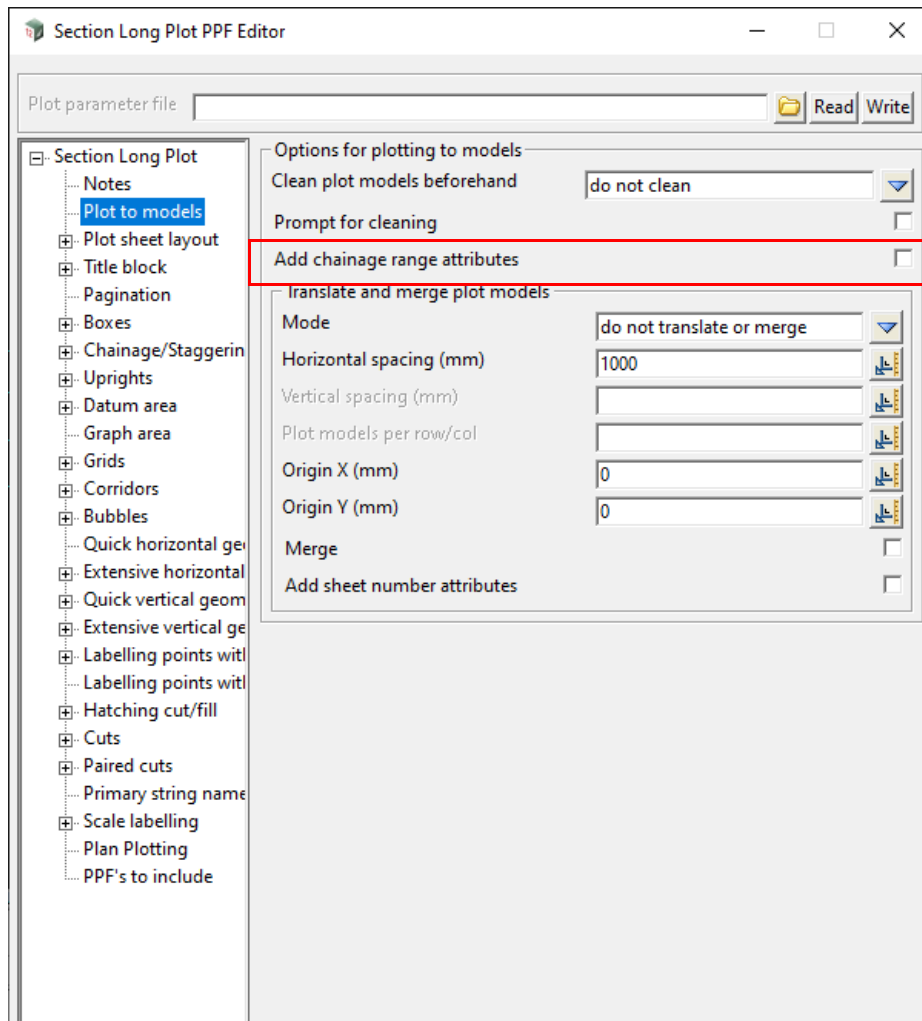 Section Long Plot PPF Editor
Plot parameter file
Read
Write
Section Long Plot
Notes
Plot to models
Plot sheet layout
Title block
Pagination
Boxes
Chainage/Staggerin
Uprights
Datum area
Graph area
Grids
Corridors
Bubbles
Quick horizontal ge
Extensive horizontal
Quick vertical geom
Extensive vertical ge
Labelling points with
Labelling points with
Hatching cut/fill
Cuts
Paired cuts
Primary string name
Scale labelling
Plan Plotting
PPF's to include
Options for plotting to models
Clean plot models beforehand do not clean
Prompt for cleaning
Add chainage range attributes
Translate and merge plot models
Mode do not translate or merge
Horizontal spacing (mm) 1000
Vertical spacing (mm)
Plot models per row/col
Origin X (mm) 0
Origin Y (mm) 0
Merge
Add sheet number attributes